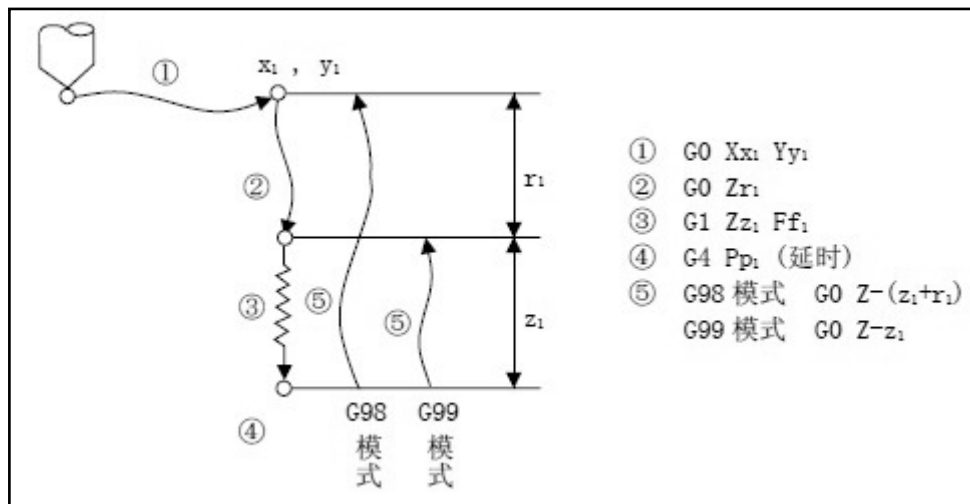 ①
x₁ , y₁
②
r₁
③
⑤
⑤
z₁
④
G98
模
式
G99
模
式
① G0 Xx₁ Yy₁
② G0 Zr₁
③ G1 Zz₁ Ff₁
④ G4 Pp₁ (延时)
⑤ G98 模式 G0 Z-(z₁+r₁)
G99 模式 G0 Z-z₁